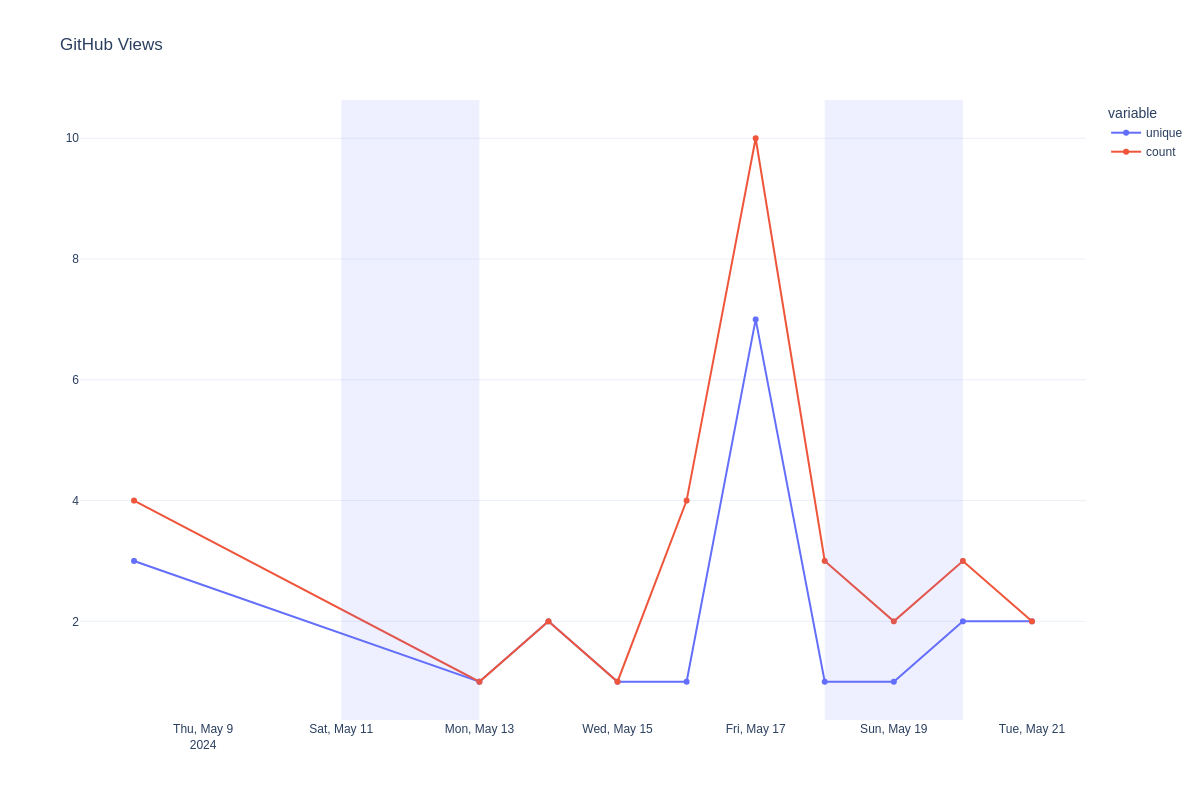 GitHub Views
variable
unique
count
10
8
6
4
2
Thu, May 9
2024
Sat, May 11
Mon, May 13
Wed, May 15
Fri, May 17
Sun, May 19
Tue, May 21